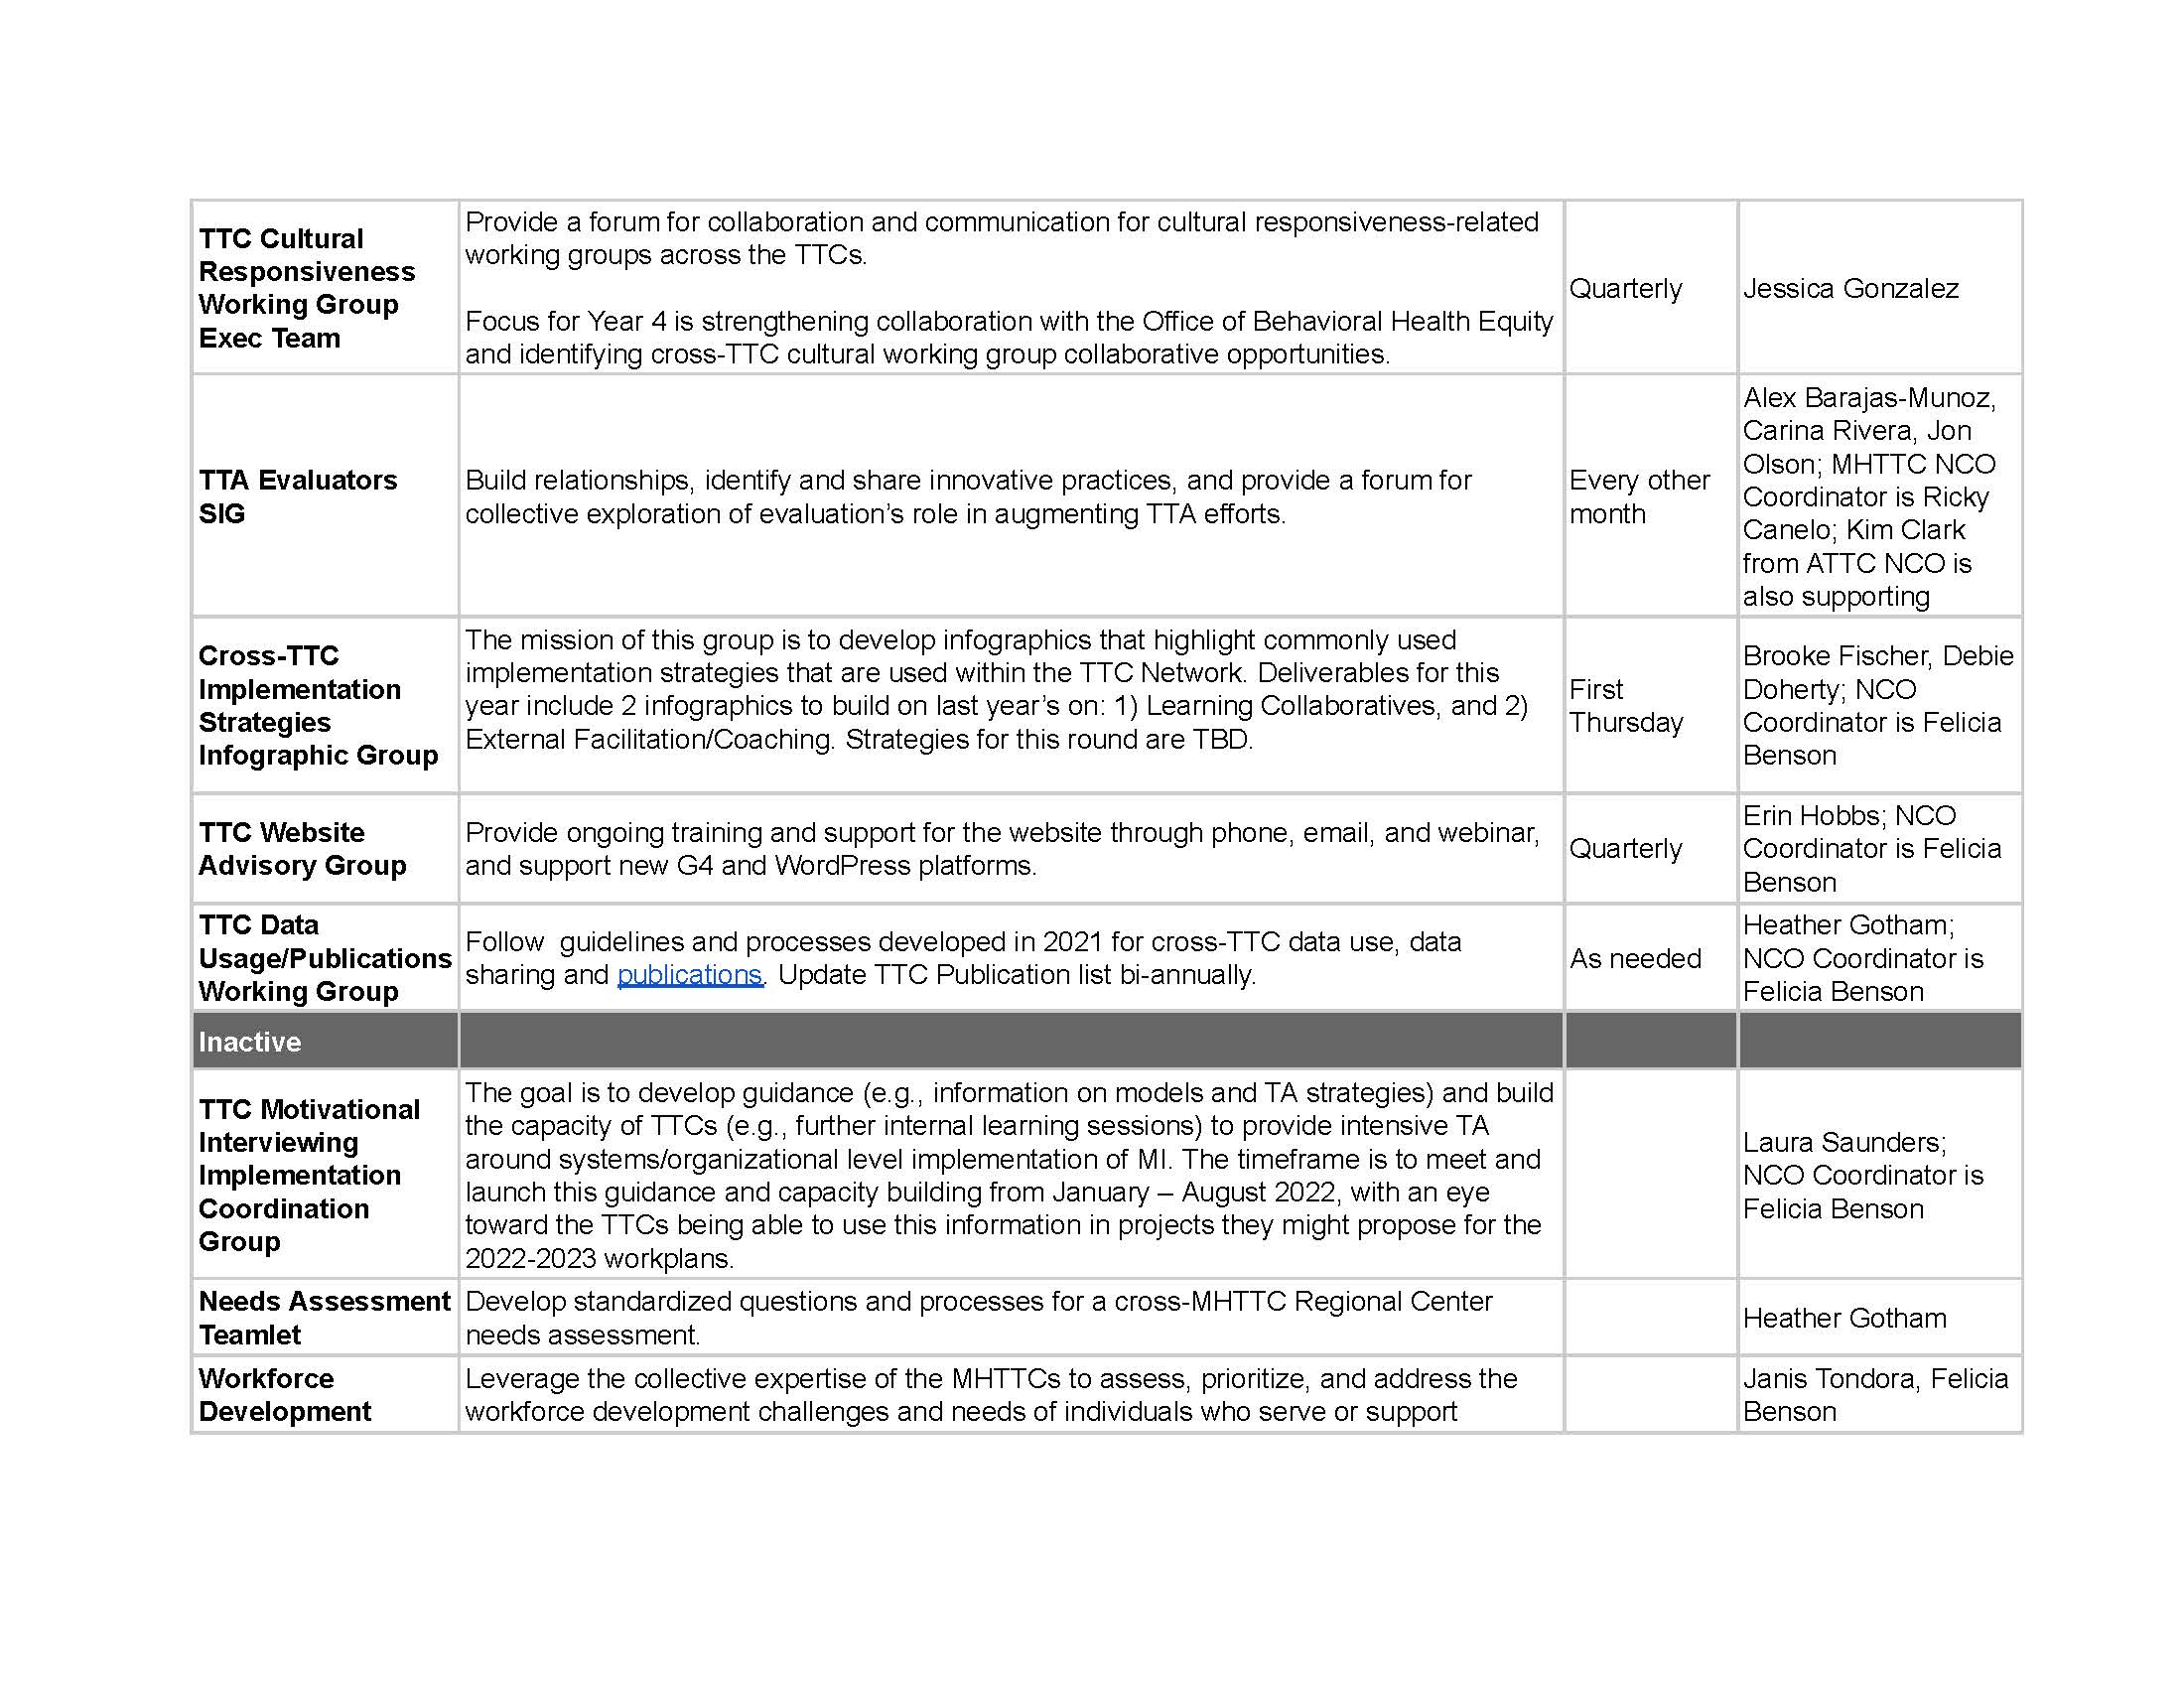 TTC Cultural
Responsiveness
Working Group
Exec Team
Provide a forum for collaboration and communication for cultural responsiveness-related
working groups across the TTCs.
Focus for Year 4 is strengthening collaboration with the Office of Behavioral Health Equity
and identifying cross-TTC cultural working group collaborative opportunities.
Quarterly
Jessica Gonzalez
TTA Evaluators
SIG
Build relationships, identify and share innovative practices, and provide a forum for
collective exploration of evaluation’s role in augmenting TTA efforts.
Every other
month
Alex Barajas-Munoz,
Carina Rivera, Jon
Olson; MHTTC NCO
Coordinator is Ricky
Canelo; Kim Clark
from ATTC NCO is
also supporting
Cross-TTC
Implementation
Strategies
Infographic Group
The mission of this group is to develop infographics that highlight commonly used
implementation strategies that are used within the TTC Network. Deliverables for this
year include 2 infographics to build on last year’s on: 1) Learning Collaboratives, and 2)
External Facilitation/Coaching. Strategies for this round are TBD.
First
Thursday
Brooke Fischer, Debie
Doherty; NCO
Coordinator is Felicia
Benson
TTC Website
Advisory Group
Provide ongoing training and support for the website through phone, email, and webinar,
and support new G4 and WordPress platforms.
Quarterly
Erin Hobbs; NCO
Coordinator is Felicia
Benson
TTC Data
Usage/Publications
Working Group
Follow  guidelines and processes developed in 2021 for cross-TTC data use, data
sharing and publications. Update TTC Publication list bi-annually.
As needed
Heather Gotham;
NCO Coordinator is
Felicia Benson
Inactive
TTC Motivational
Interviewing
Implementation
Coordination
Group
The goal is to develop guidance (e.g., information on models and TA strategies) and build
the capacity of TTCs (e.g., further internal learning sessions) to provide intensive TA
around systems/organizational level implementation of MI. The timeframe is to meet and
launch this guidance and capacity building from January – August 2022, with an eye
toward the TTCs being able to use this information in projects they might propose for the
2022-2023 workplans.
Laura Saunders;
NCO Coordinator is
Felicia Benson
Needs Assessment
Teamlet
Develop standardized questions and processes for a cross-MHTTC Regional Center
needs assessment.
Heather Gotham
Workforce
Development
Leverage the collective expertise of the MHTTCs to assess, prioritize, and address the
workforce development challenges and needs of individuals who serve or support
Janis Tondora, Felicia
Benson